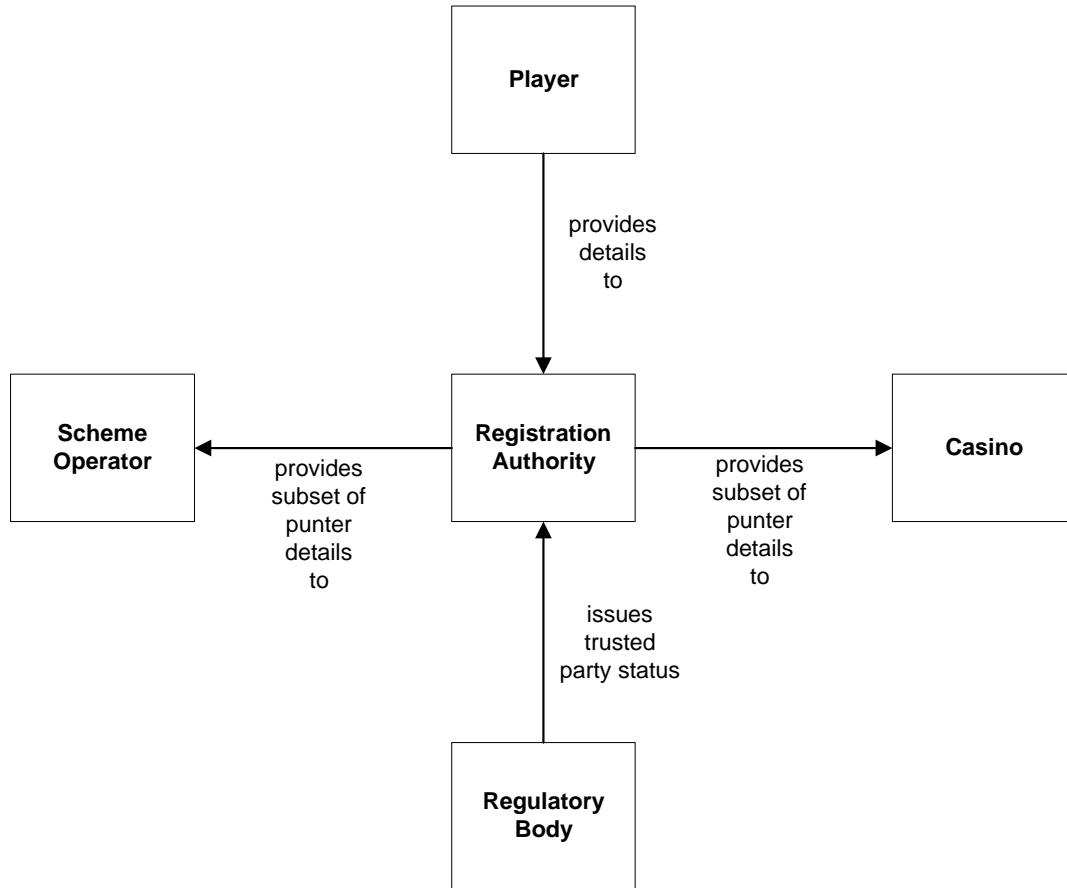 Player
provides
details
to
Scheme
Operator
Registration
Authority
Casino
provides
subset of
punter
details
to
provides
subset of
punter
details
to
issues
trusted
party status
Regulatory
Body